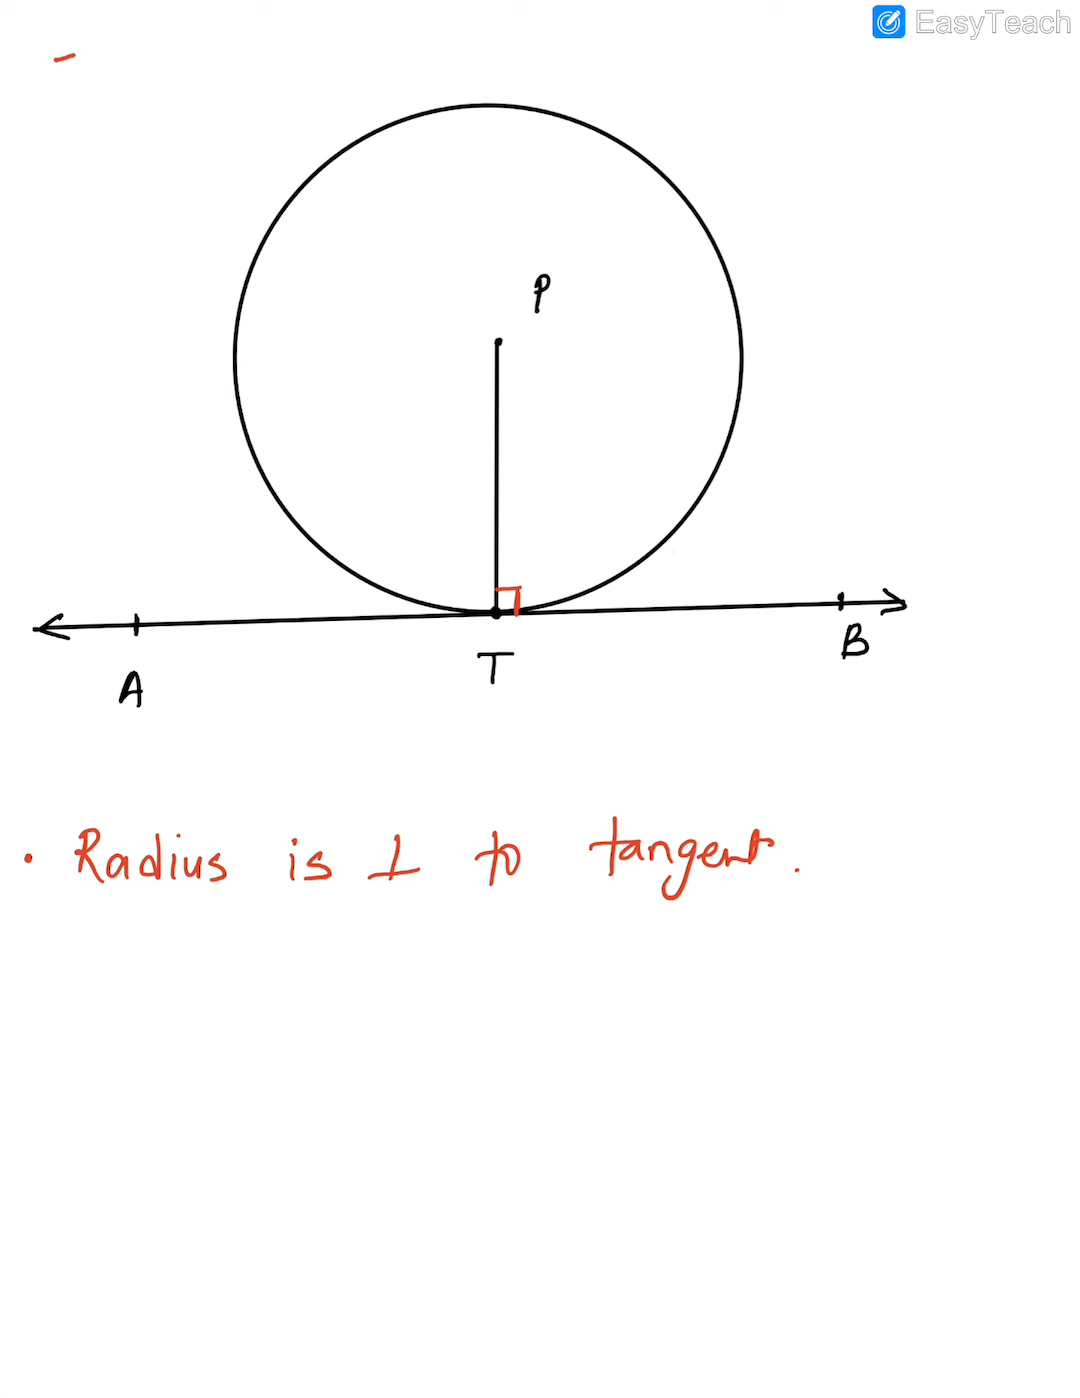 EasyTeach
P
A
T
B
. Radius is ⊥ to tangent.